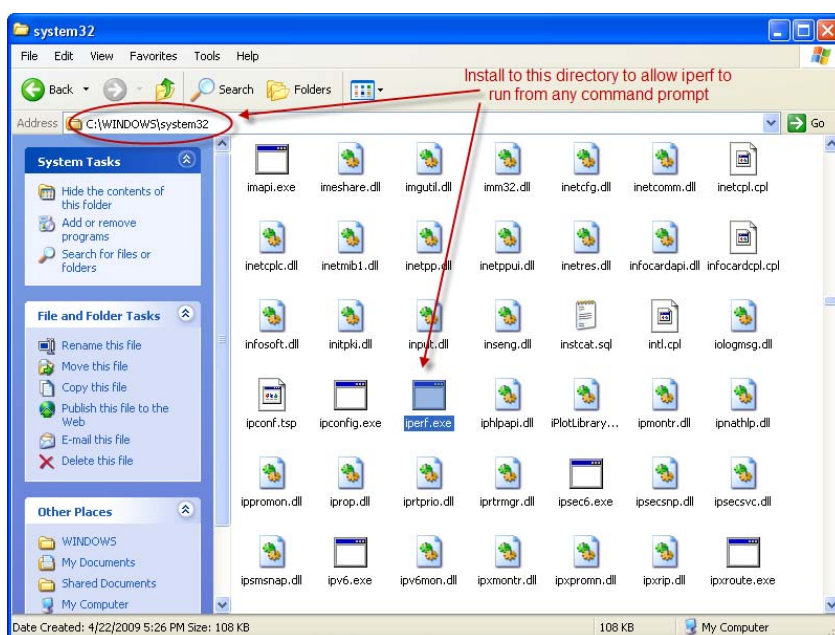 system32
File Edit View Favorites Tools Help
Back Search Folders
Install to this directory to allow iperf to
run from any command prompt
Address C:\WINDOWS\system32 Go
System Tasks
Hide the contents of
this folder
Add or remove
programs
Search for files or
folders
File and Folder Tasks
Rename this file
Move this file
Copy this file
Publish this file to the
Web
E-mail this file
Delete this file
Other Places
WINDOWS
My Documents
Shared Documents
My Computer
imapi.exe imeshare.dll imgutil.dll imm32.dll inetcfg.dll inetcomm.dll inetcpl.cpl
inetcplc.dll inetmib1.dll inetpp.dll inetppui.dll inetres.dll infocardapi.dll infocardcpl.cpl
infosoft.dll initpki.dll input.dll inseng.dll instcat.sql intl.cpl iologmsg.dll
ipconf.tsp ipconfig.exe iperf.exe iphlpapi.dll iPlotLibrary... ipmontr.dll ipnathlp.dll
ippromon.dll iprop.dll iprtprio.dll iprtrmgr.dll ipsec6.exe ipsecsnp.dll ipsecsvc.dll
ipsmsnap.dll ipv6.exe ipv6mon.dll ipxmontr.dll ipxpromn.dll ipxrip.dll ipxroute.exe
Date Created: 4/22/2009 5:26 PM Size: 108 KB 108 KB My Computer